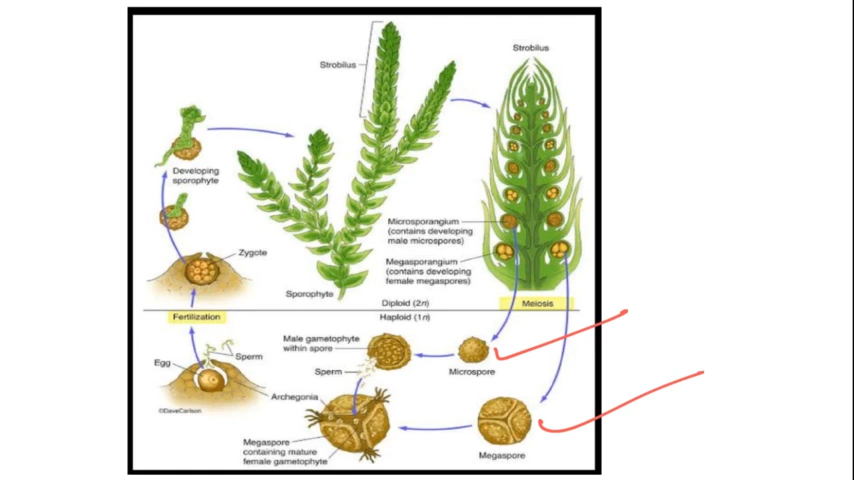 Strobilus
Strobilus
Developing
sporophyte
Microsporangium
(contains developing
male microspores)
Zygote
Megasporangium
(contains developing
female megaspores)
Sporophyte
Diploid (2n)
Meiosis
Fertilization
Haploid (1n)
Male gametophyte
within spore
Egg
Sperm
Sperm
Microspore
Archegonia
©DaveCarlson
Megaspore
containing mature
female gametophyte
Megaspore